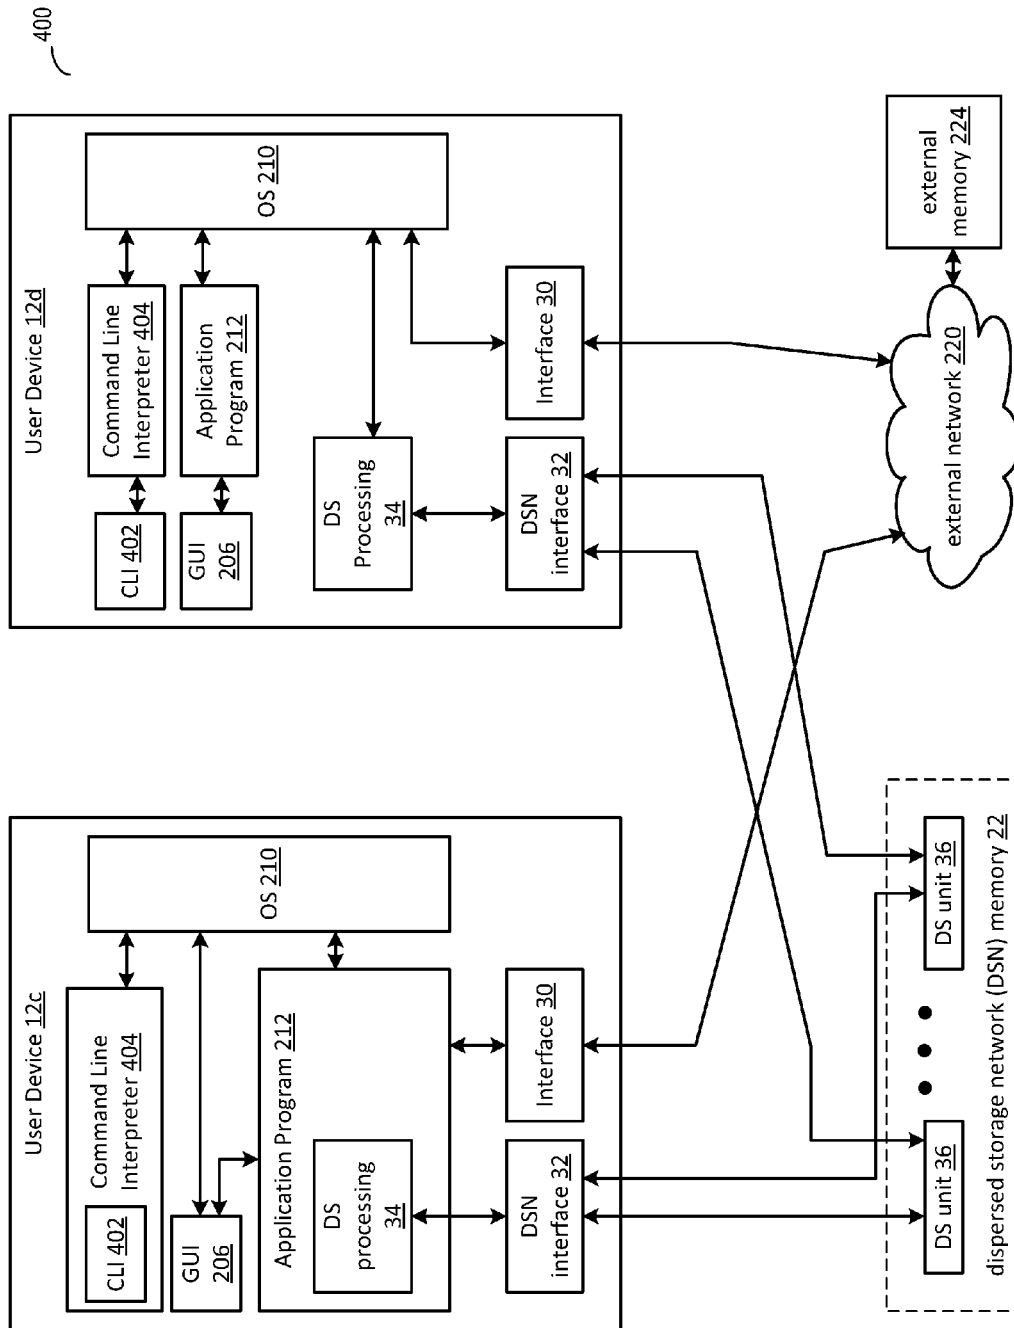 400
User Device 12c
CLI 402
Command Line
Interpreter 404
GUI
206
OS 210
Application Program 212
DS
processing
34
DSN
interface 32
Interface 30
User Device 12d
CLI 402
Command Line
Interpreter 404
GUI
206
Application
Program 212
OS 210
DS
Processing
34
DSN
interface 32
Interface 30
DS unit 36
DS unit 36
dispersed storage network (DSN) memory 22
external network 220
external
memory 224